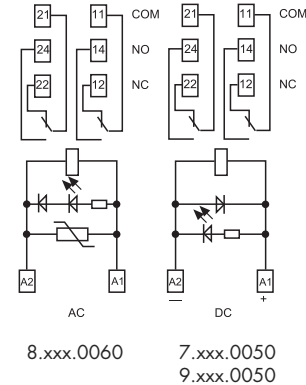 21 11 COM 21 11 COM
24 14 NO 24 14 NO
22 12 NC 22 12 NC
A2 A1 A2 A1
— +
AC DC
8.xxx.0060 7.xxx.0050
9.xxx.0050